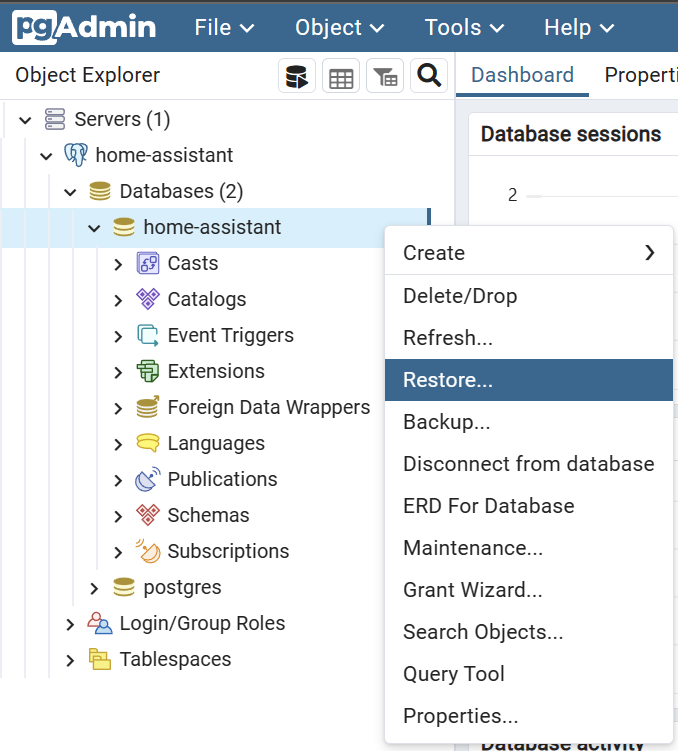 pgAdmin File Object Tools Help
Object Explorer
Dashboard Properti
Servers (1)
home-assistant
Databases (2)
home-assistant
Casts
Catalogs
Event Triggers
Extensions
Foreign Data Wrappers
Languages
Publications
Schemas
Subscriptions
postgres
Login/Group Roles
Tablespaces
Database sessions
2
Create
Delete/Drop
Refresh...
Restore...
Backup...
Disconnect from database
ERD For Database
Maintenance...
Grant Wizard...
Search Objects...
Query Tool
Properties...
Database activity